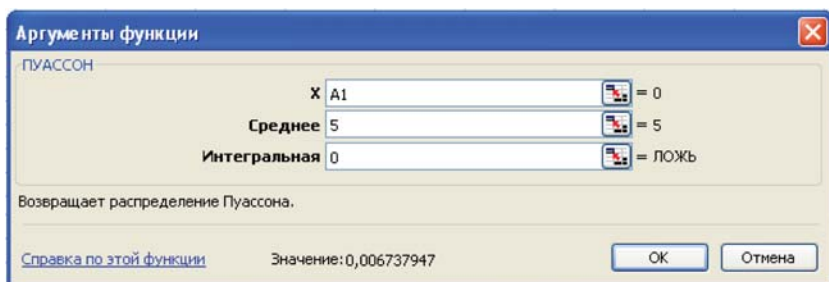 Аргументы функции
ПУАССОН
X A1 = 0
Среднее 5 = 5
Интегральная 0 = ЛОЖЬ
Возвращает распределение Пуассона.
Справка по этой функции Значение:0,006737947 ОК Отмена